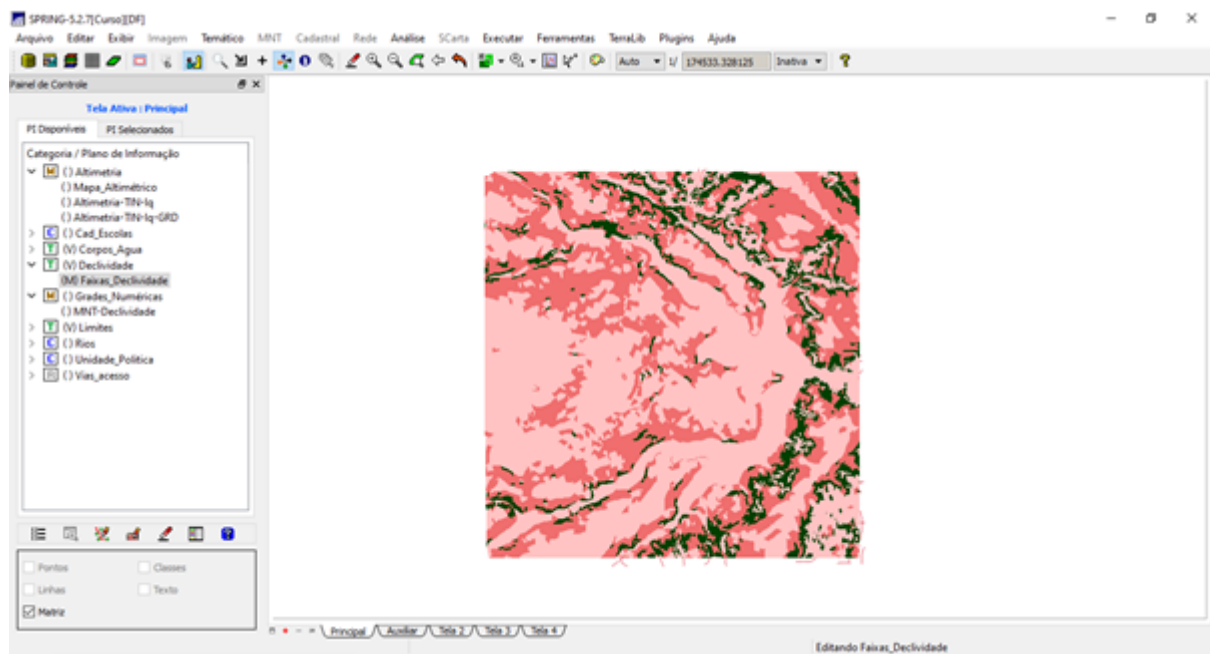 SPRING-5.2.7[Curso][DF]
Arquivo Editar Exibir Imagem Temático MNT Cadastral Rede Análise SCarta Executar Ferramentas TerraLib Plugins Ajuda
Auto 1/ 174533.328125 Inativa
Painel de Controle
Tela Ativa : Principal
PI Disponíveis PI Selecionados
Categoria / Plano de Informação
M () Altimetria
() Mapa_Altimétrico
() Altimetria-TIN-lq
() Altimetria-TIN-lq-GRD
C () Cad_Escolas
T (V) Corpos_Agua
T (V) Declividade
(M) Faixas_Declividade
M () Grades_Numéricas
() MNT-Declividade
T (V) Limites
C () Rios
C () Unidade_Politica
() Vias_acesso
Pontos Classes
Linhas Texto
Matriz
Principal Auxiliar Tela 2 Tela 3 Tela 4
Editando Faixas_Declividade